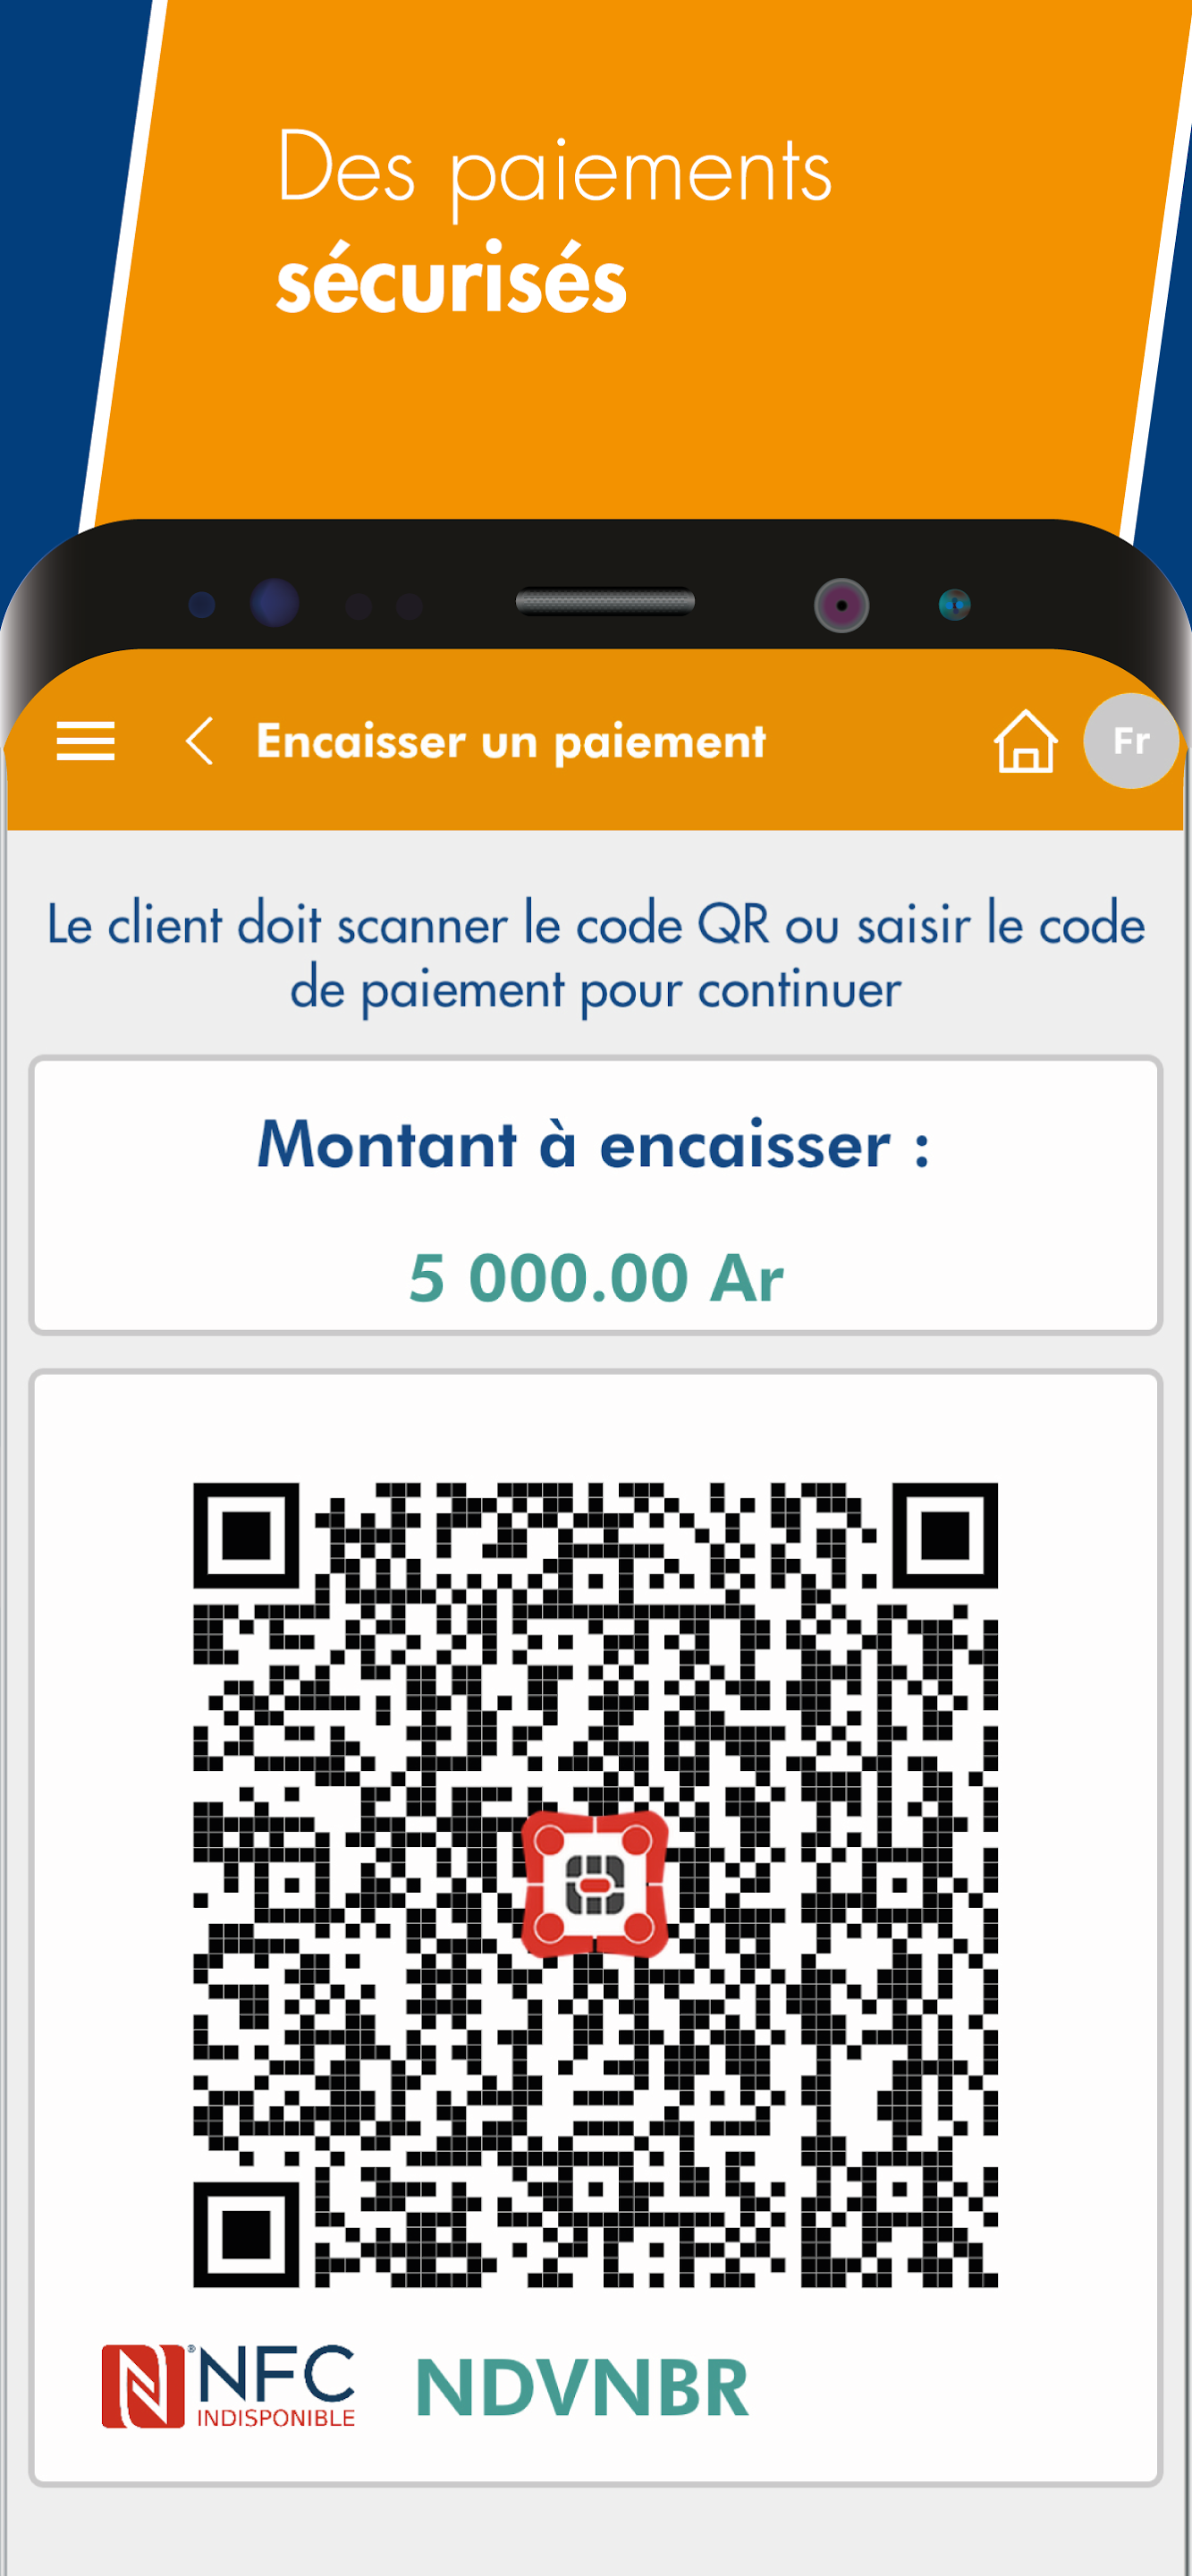 Des paiements
sécurisés
Encaisser un paiement
Fr
Le client doit scanner le code QR ou saisir le code
de paiement pour continuer
Montant à encaisser :
5 000.00 Ar
NFC
INDISPONIBLE
NDVNBR